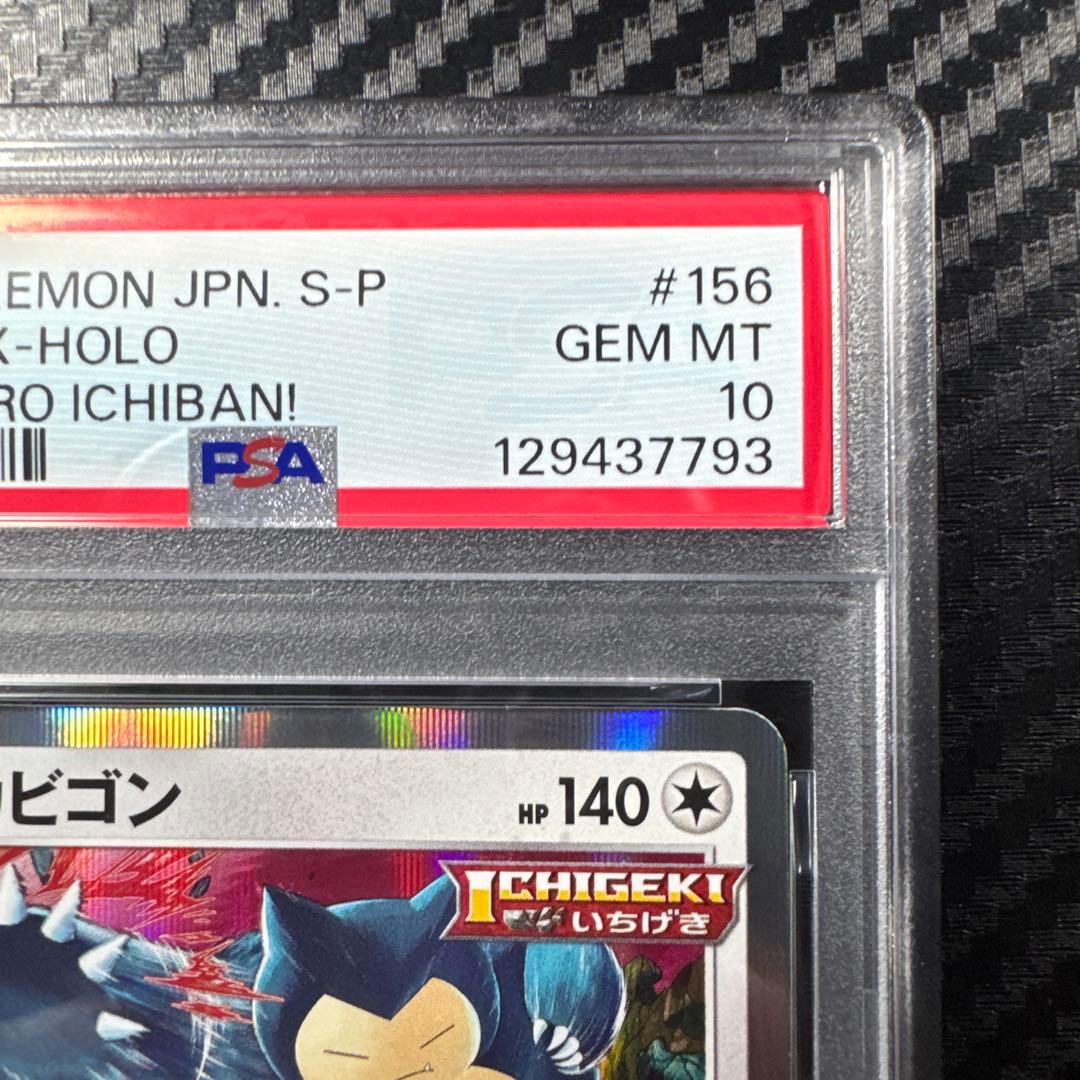 EMON JPN. S-P #156
-HOLO GEM MT
RO ICHIBAN! 10
PSA 129437793
ビゴン HP 140
ICHIGEKI
いちげき